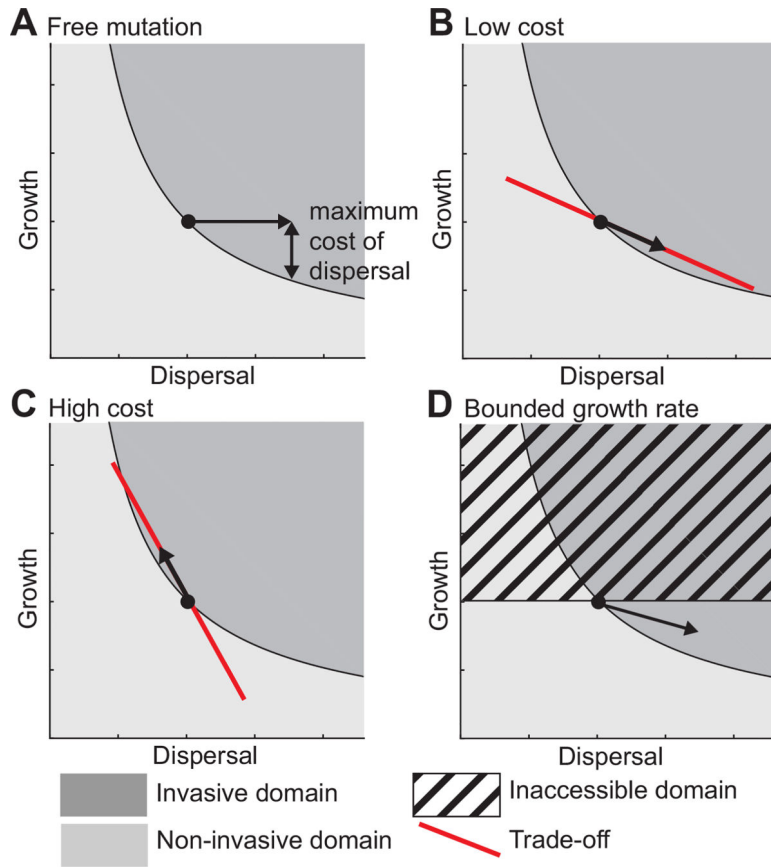 A Free mutation
Growth
maximum
cost of
dispersal
Dispersal
B Low cost
Growth
Dispersal
C High cost
Growth
Dispersal
D Bounded growth rate
Growth
Dispersal
Invasive domain
Inaccessible domain
Non-invasive domain
Trade-off